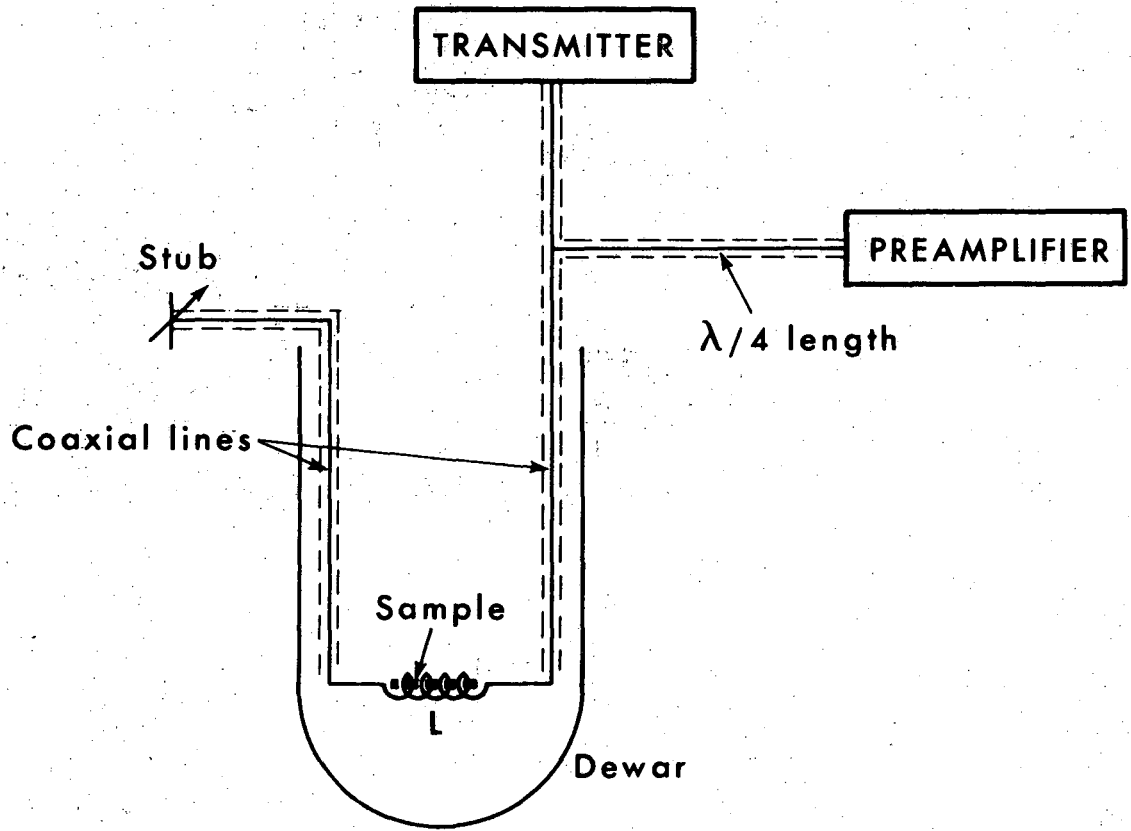 TRANSMITTER
PREAMPLIFIER
Stub
λ/4 length
Coaxial lines
Sample
L
Dewar